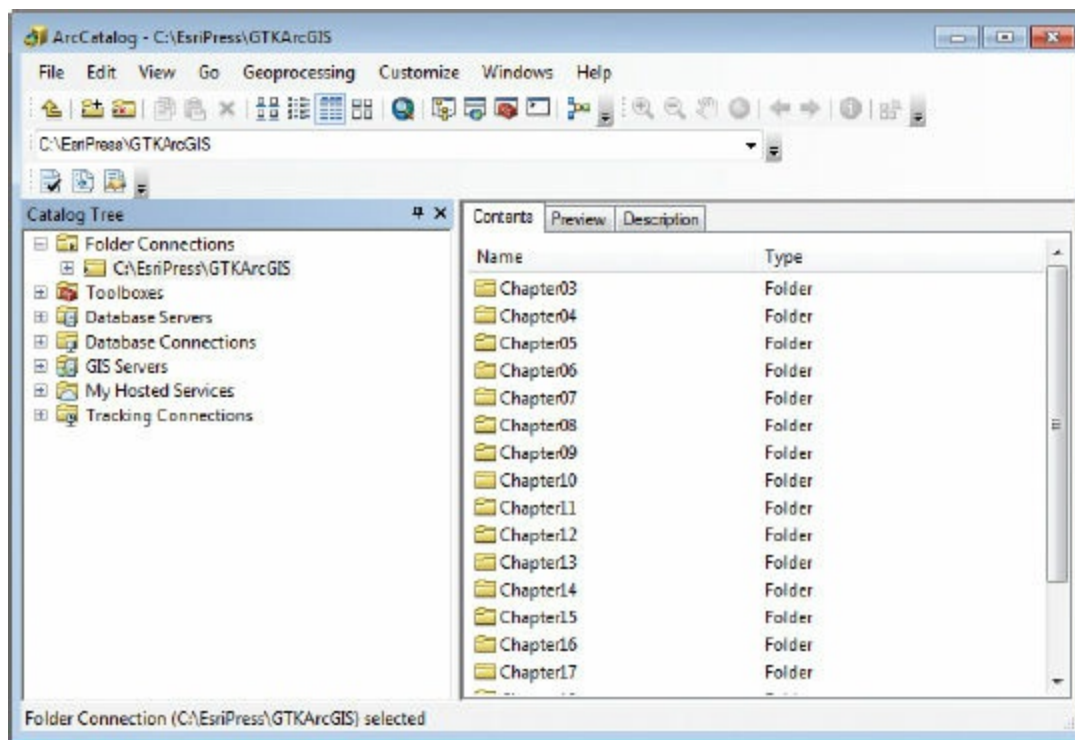 ArcCatalog - C:\EsriPress\GTKArcGIS
File Edit View Go Geoprocessing Customize Windows Help
C:\EsriPress\GTKArcGIS
Catalog Tree
Folder Connections
C:\EsriPress\GTKArcGIS
Toolboxes
Database Servers
Database Connections
GIS Servers
My Hosted Services
Tracking Connections
Contents Preview Description
Name Type
Chapter03 Folder
Chapter04 Folder
Chapter05 Folder
Chapter06 Folder
Chapter07 Folder
Chapter08 Folder
Chapter09 Folder
Chapter10 Folder
Chapter11 Folder
Chapter12 Folder
Chapter13 Folder
Chapter14 Folder
Chapter15 Folder
Chapter16 Folder
Chapter17 Folder
Folder Connection (C:\EsriPress\GTKArcGIS) selected